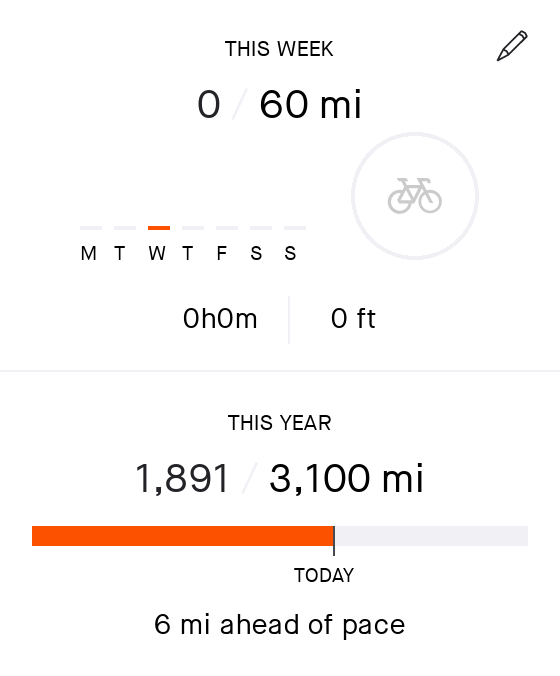 THIS WEEK
0 / 60 mi
M T W T F S S
0h0m 0 ft
THIS YEAR
1,891 / 3,100 mi
TODAY
6 mi ahead of pace